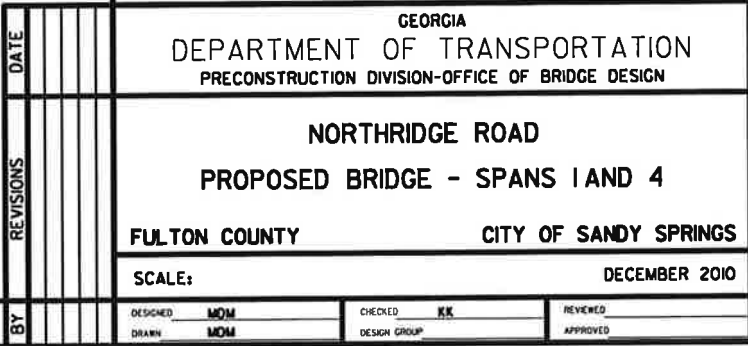 GEORGIA
DEPARTMENT OF TRANSPORTATION
PRECONSTRUCTION DIVISION-OFFICE OF BRIDGE DESIGN
NORTHRIDGE ROAD
PROPOSED BRIDGE - SPANS 1 AND 4
FULTON COUNTY CITY OF SANDY SPRINGS
SCALE: DECEMBER 2010
DESIGNED MDM CHECKED KK REVIEWED
DRAWN MDM DESIGN GROUP APPROVED
DATE
REVISIONS
BY